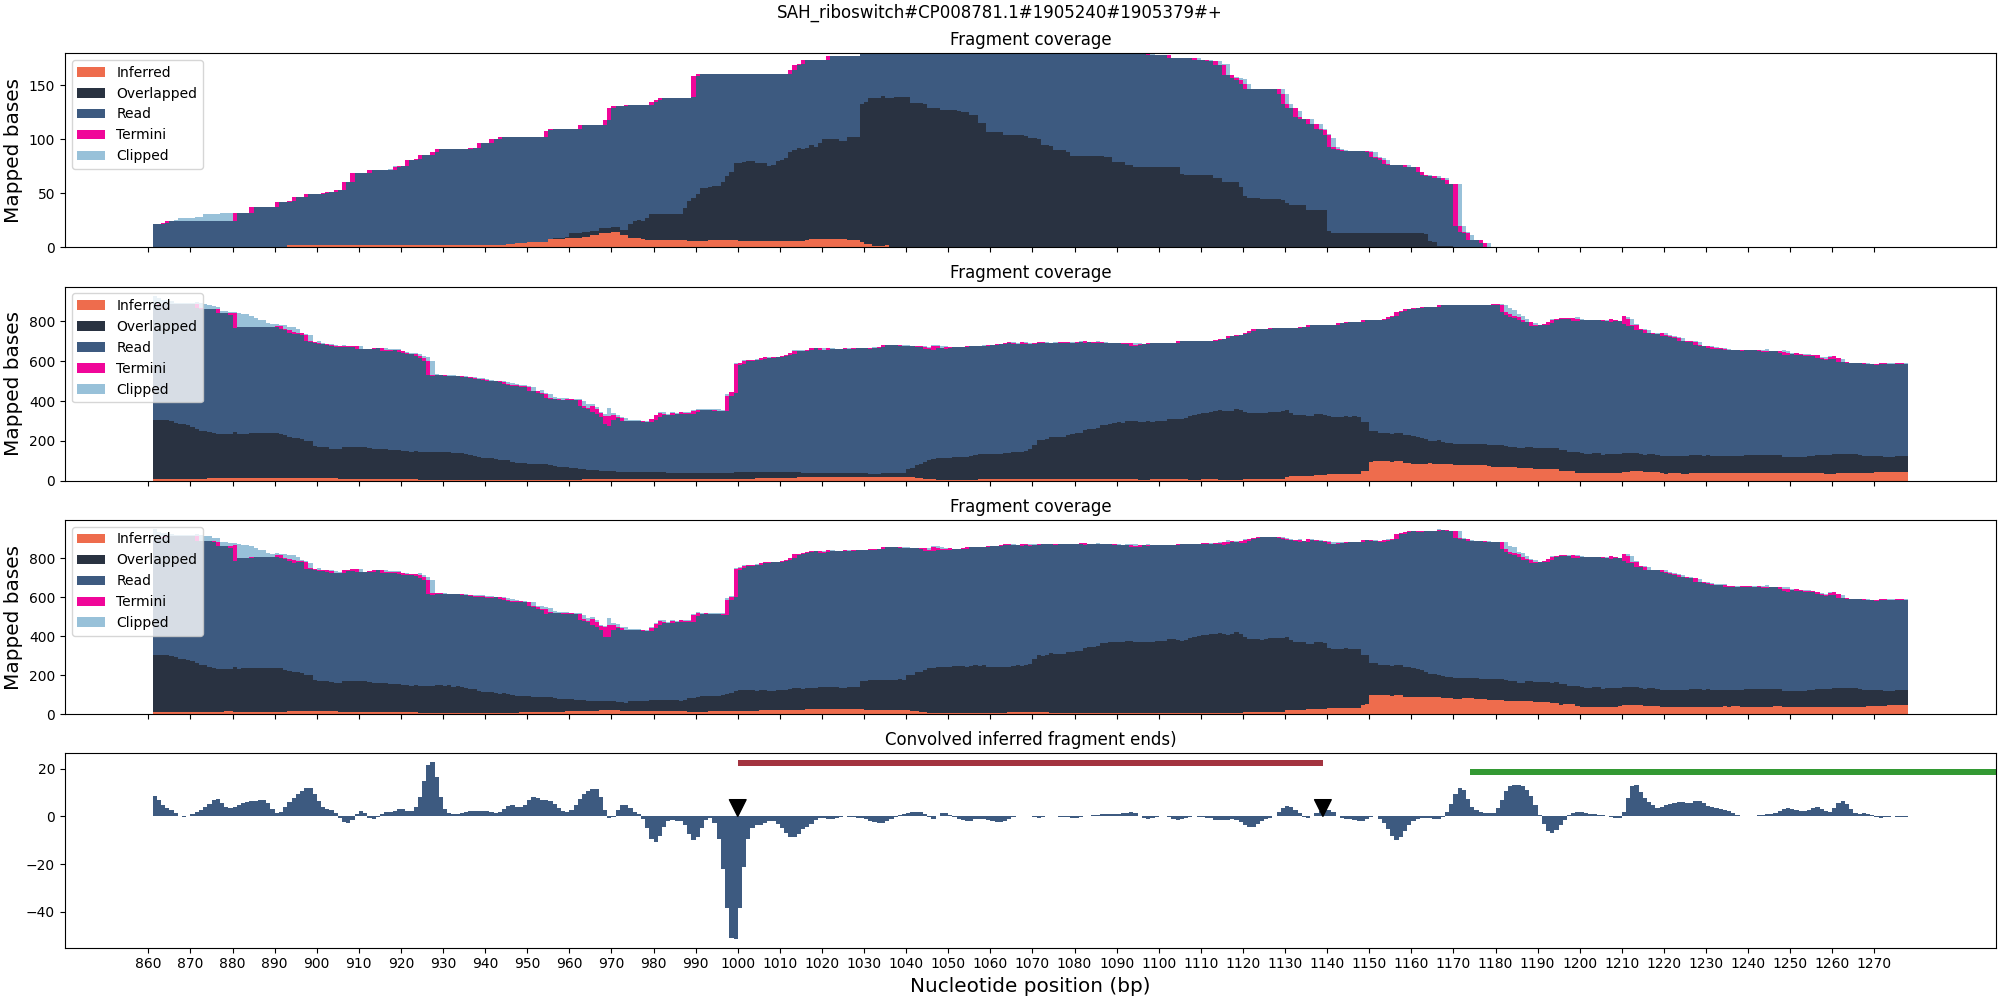 SAH_riboswitch#CP008781.1#1905240#1905379#+
Fragment coverage
Mapped bases
150
100
50
0
Inferred
Overlapped
Read
Termini
Clipped
Fragment coverage
Mapped bases
800
600
400
200
0
Inferred
Overlapped
Read
Termini
Clipped
Fragment coverage
Mapped bases
800
600
400
200
0
Inferred
Overlapped
Read
Termini
Clipped
Convolved inferred fragment ends)
20
0
−20
−40
860 870 880 890 900 910 920 930 940 950 960 970 980 990 1000 1010 1020 1030 1040 1050 1060 1070 1080 1090 1100 1110 1120 1130 1140 1150 1160 1170 1180 1190 1200 1210 1220 1230 1240 1250 1260 1270
Nucleotide position (bp)